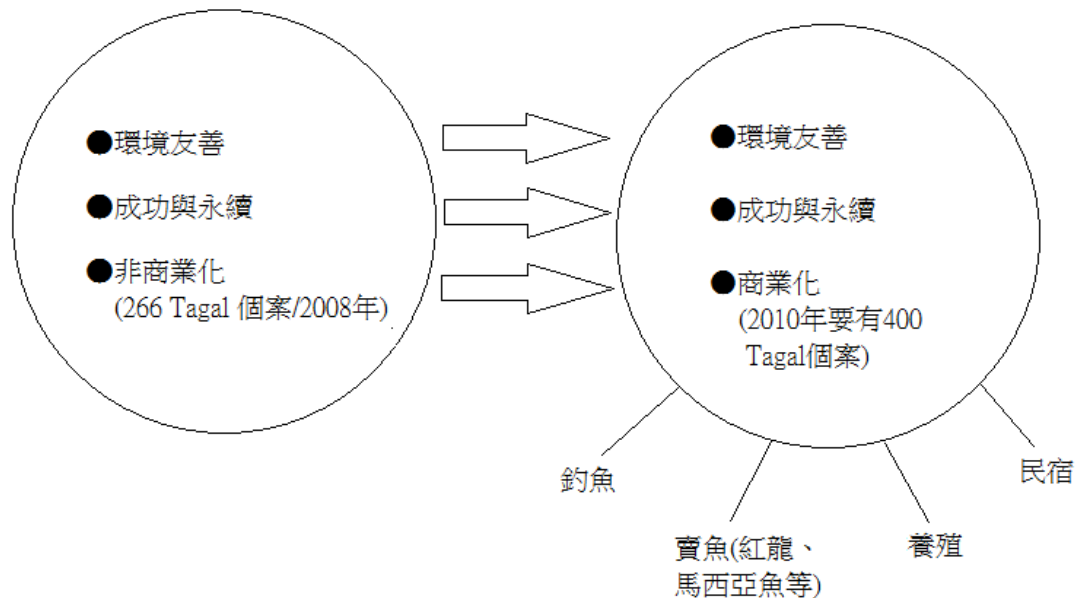 ●環境友善
●成功與永續
●非商業化
(266 Tagal 個案/2008年)
●環境友善
●成功與永續
●商業化
(2010年要有400
Tagal個案)
釣魚
賣魚(紅龍、
馬西亞魚等)
養殖
民宿